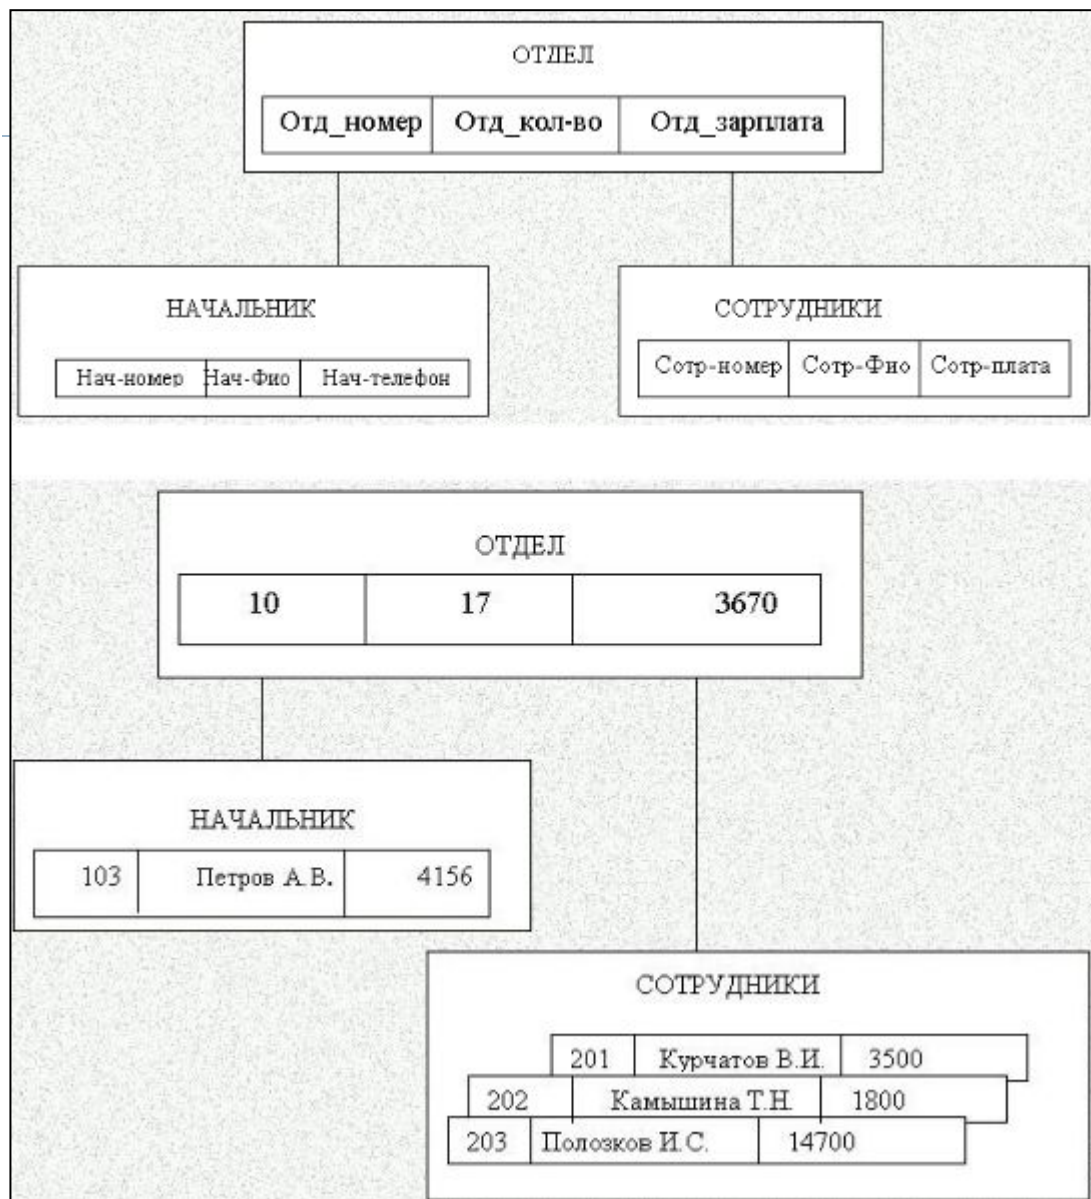 ОТДЕЛ
Отд_номер Отд_кол-во Отд_зарплата
НАЧАЛЬНИК
Нач-номер Нач-Фио Нач-телефон
СОТРУДНИКИ
Сотр-номер Сотр-Фио Сотр-плата
ОТДЕЛ
10 17 3670
НАЧАЛЬНИК
103 Петров А.В. 4156
СОТРУДНИКИ
201 Курчатов В.И. 3500
202 Камышина Т.Н. 1800
203 Полозков И.С. 14700